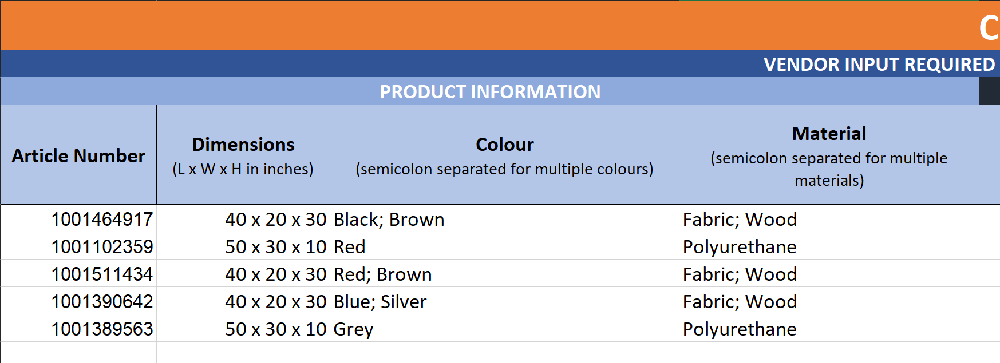 C
VENDOR INPUT REQUIRED
PRODUCT INFORMATION
Article Number
Dimensions
(L x W x H in inches)
Colour
(semicolon separated for multiple colours)
Material
(semicolon separated for multiple
materials)
1001464917 40 x 20 x 30 Black; Brown Fabric; Wood
1001102359 50 x 30 x 10 Red Polyurethane
1001511434 40 x 20 x 30 Red; Brown Fabric; Wood
1001390642 40 x 20 x 30 Blue; Silver Fabric; Wood
1001389563 50 x 30 x 10 Grey Polyurethane